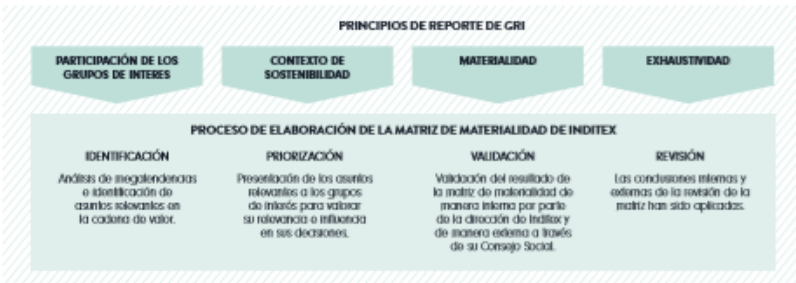 PRINCIPIOS DE REPORTE DE GRI
PARTICIPACIÓN DE LOS
GRUPOS DE INTERES
CONTEXTO DE
SOSTENIBILIDAD
MATERIALIDAD
EXHAUSTIVIDAD
PROCESO DE ELABORACIÓN DE LA MATRIZ DE MATERIALIDAD DE INDITEX
IDENTIFICACIÓN
Análisis de megatendencias
e identificación de
asuntos relevantes en
la cadena de valor.
PRIORIZACIÓN
Presentación de los asuntos
relevantes a los grupos
de interés para valorar
su relevancia e influencia
en sus decisiones.
VALIDACIÓN
Validación del resultado de
la matriz de materialidad de
manera interna por parte
de la dirección de Inditex y
de manera externa a través
de su Consejo Social.
REVISIÓN
Las conclusiones internas y
externas de la revisión de la
matriz han sido aplicadas.